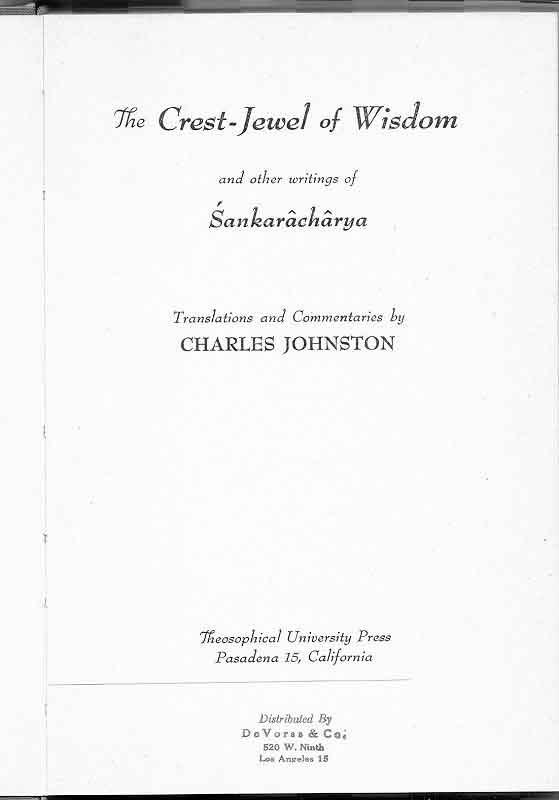 The Crest-Jewel of Wisdom
and other writings of
Śankarâchârya
Translations and Commentaries by
CHARLES JOHNSTON
Theosophical University Press
Pasadena 15, California
Distributed By
DeVorss & Co.
520 W. Ninth
Los Angeles 15